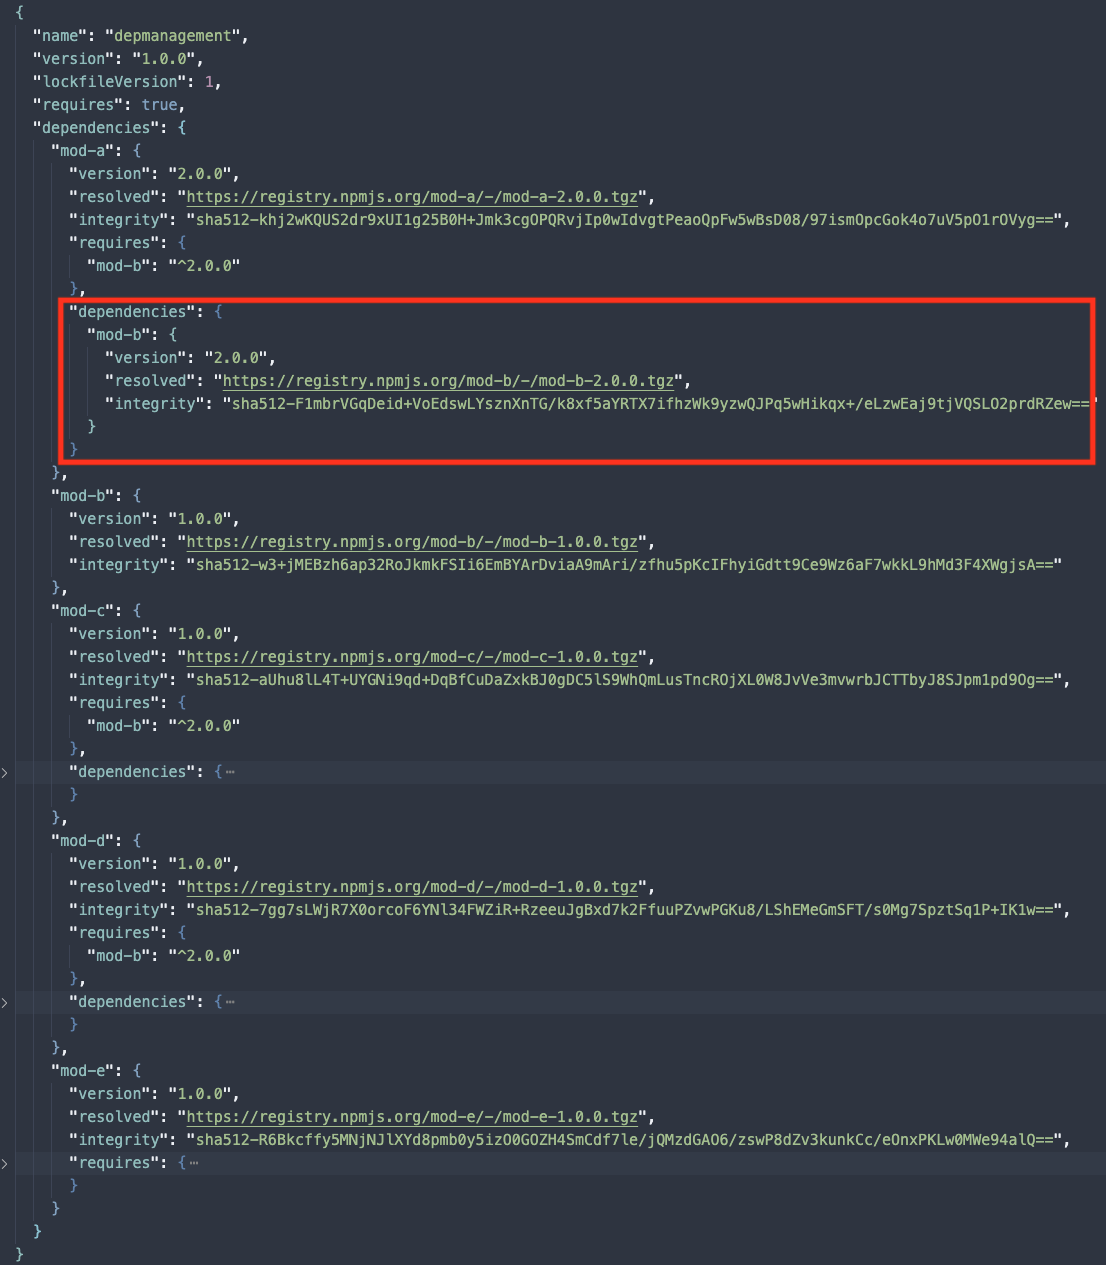 {
"name": "depmanagement",
"version": "1.0.0",
"lockfileVersion": 1,
"requires": true,
"dependencies": {
"mod-a": {
"version": "2.0.0",
"resolved": "https://registry.npmjs.org/mod-a/-/mod-a-2.0.0.tgz",
"integrity": "sha512-khj2wKQUS2dr9xUI1g25B0H+Jmk3cgOPQRvjIp0wIdvgtPeaoQpFw5wBsD08/97ismOpcGok4o7uV5pO1rOVyg==",
"requires": {
"mod-b": "^2.0.0"
},
"dependencies": {
"mod-b": {
"version": "2.0.0",
"resolved": "https://registry.npmjs.org/mod-b/-/mod-b-2.0.0.tgz",
"integrity": "sha512-F1mbrVGqDeid+VoEdswLYsznXnTG/k8xf5aYRTX7ifhzWk9yzwQJPq5wHikqx+/eLzwEaj9tjVQSLO2prdRZew=="
}
}
},
"mod-b": {
"version": "1.0.0",
"resolved": "https://registry.npmjs.org/mod-b/-/mod-b-1.0.0.tgz",
"integrity": "sha512-w3+jMEBzh6ap32RoJkmkFSIi6EmBYArDviaA9mAri/zfhu5pKcIFhyiGdtt9Ce9Wz6aF7wkkL9hMd3F4XWgjsA=="
},
"mod-c": {
"version": "1.0.0",
"resolved": "https://registry.npmjs.org/mod-c/-/mod-c-1.0.0.tgz",
"integrity": "sha512-aUhu8lL4T+UYGNi9qd+DqBfCuDaZxkBJ0gDC5lS9WhQmLusTncROjXL0W8JvVe3mvwrbJCTTbyJ8SJpm1pd9Og==",
"requires": {
"mod-b": "^2.0.0"
},
"dependencies": {⋯
}
},
"mod-d": {
"version": "1.0.0",
"resolved": "https://registry.npmjs.org/mod-d/-/mod-d-1.0.0.tgz",
"integrity": "sha512-7gg7sLWjR7X0orcoF6YNl34FWZiR+RzeeuJgBxd7k2FfuuPZvwPGKu8/LShEMeGmSFT/s0Mg7SpztSq1P+IK1w==",
"requires": {
"mod-b": "^2.0.0"
},
"dependencies": {⋯
}
},
"mod-e": {
"version": "1.0.0",
"resolved": "https://registry.npmjs.org/mod-e/-/mod-e-1.0.0.tgz",
"integrity": "sha512-R6Bkcffy5MNjNJlXYd8pmb0y5izO0GOZH4SmCdf7le/jQMzdGAO6/zswP8dZv3kunkCc/eOnxPKLw0MWe94alQ==",
"requires": {⋯
}
}
}
}